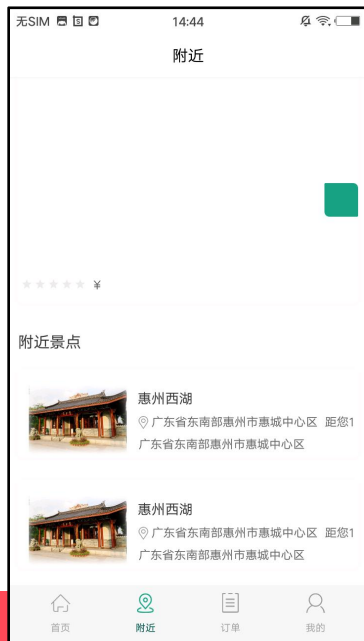 无SIM 14:44
附近
★★★★★ ¥
附近景点
惠州西湖
广东省东南部惠州市惠城中心区 距您1
广东省东南部惠州市惠城中心区
惠州西湖
广东省东南部惠州市惠城中心区 距您1
广东省东南部惠州市惠城中心区
首页 附近 订单 我的